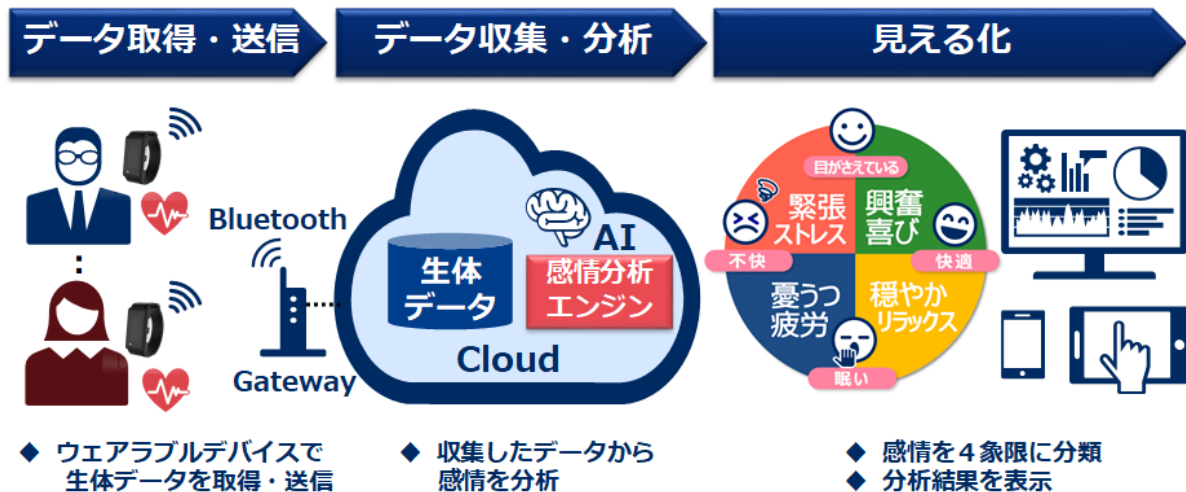 データ取得・送信
データ収集・分析
見える化
Bluetooth
Gateway
AI
生体
データ
感情分析
エンジン
Cloud
目がさえている
緊張
ストレス
興奮
喜び
不快
快適
憂うつ
疲労
穏やか
リラックス
眠い
◆ ウェアラブルデバイスで
生体データを取得・送信
◆ 収集したデータから
感情を分析
◆ 感情を４象限に分類
◆ 分析結果を表示